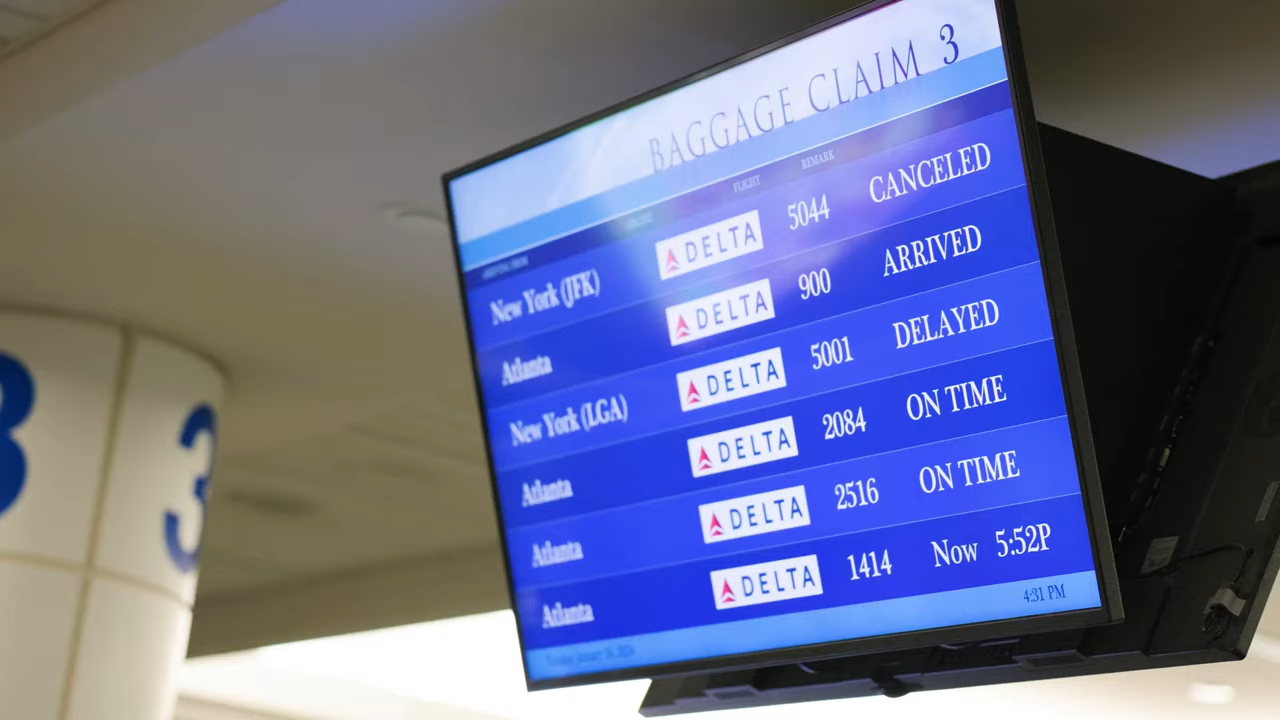 BAGGAGE CLAIM 3
ARRIVING FROM FLIGHT REMARK
New York (JFK) DELTA 5044 CANCELED
Atlanta DELTA 900 ARRIVED
New York (LGA) DELTA 5001 DELAYED
Atlanta DELTA 2084 ON TIME
Atlanta DELTA 2516 ON TIME
Atlanta DELTA 1414 Now 5:52P
4:31 PM
3
3